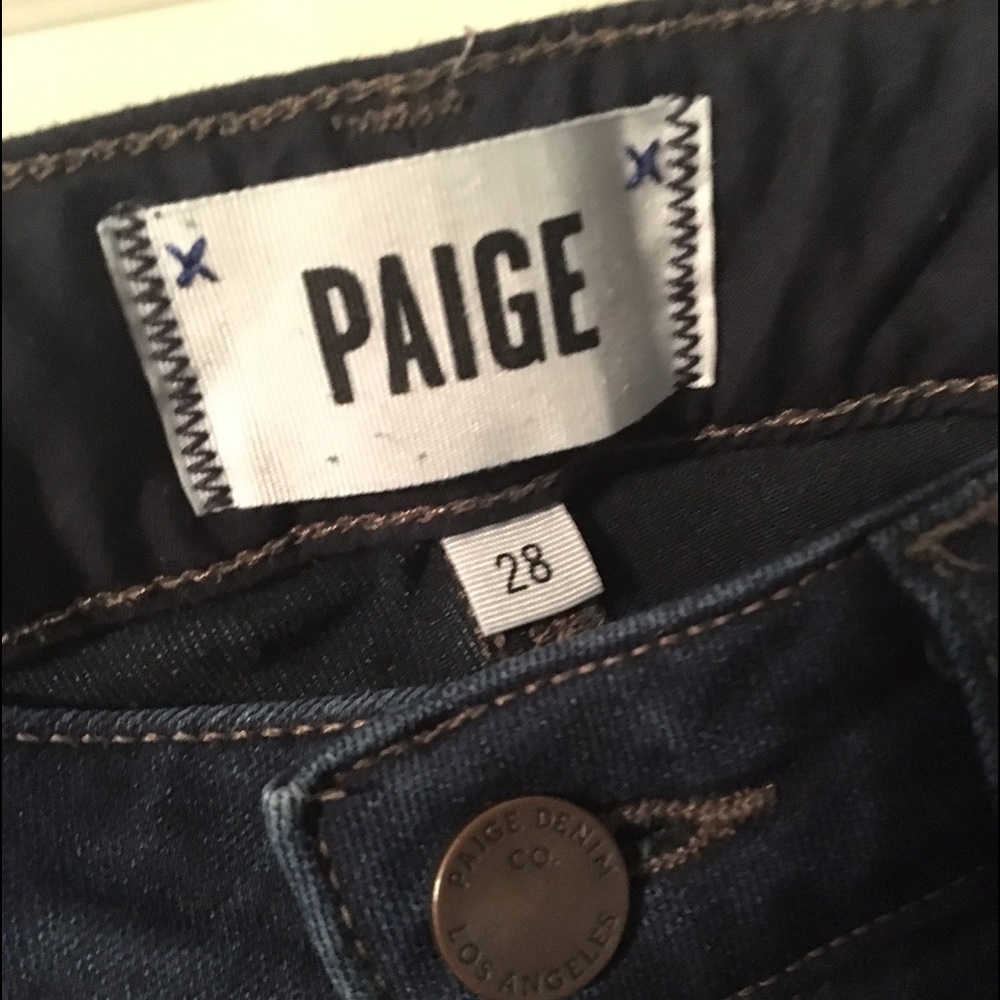 PAIGE
28
PAIGE DENIM
CO.
LOS ANGELES